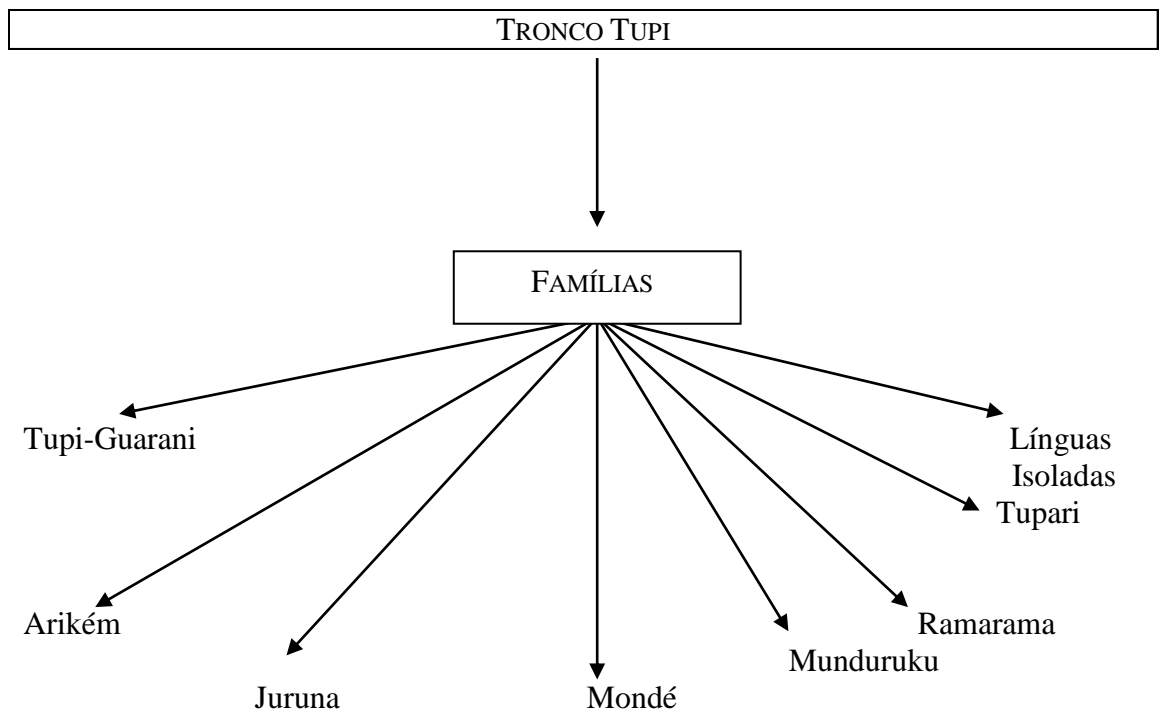 TRONCO TUPI
FAMÍLIAS
Tupi-Guarani
Línguas
Isoladas
Tupari
Arikém
Ramarama
Munduruku
Juruna
Mondé